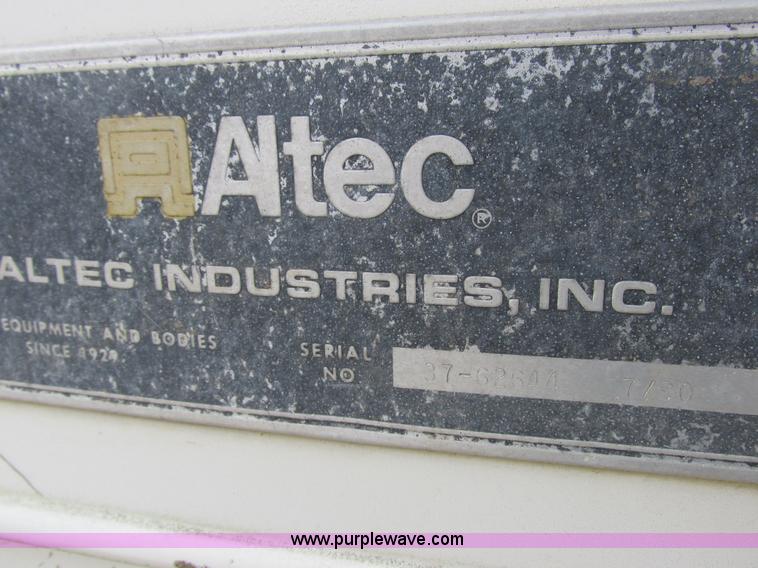 Altec®
ALTEC INDUSTRIES, INC.
EQUIPMENT AND BODIES
SINCE 1929
SERIAL
NO
www.purplewave.com